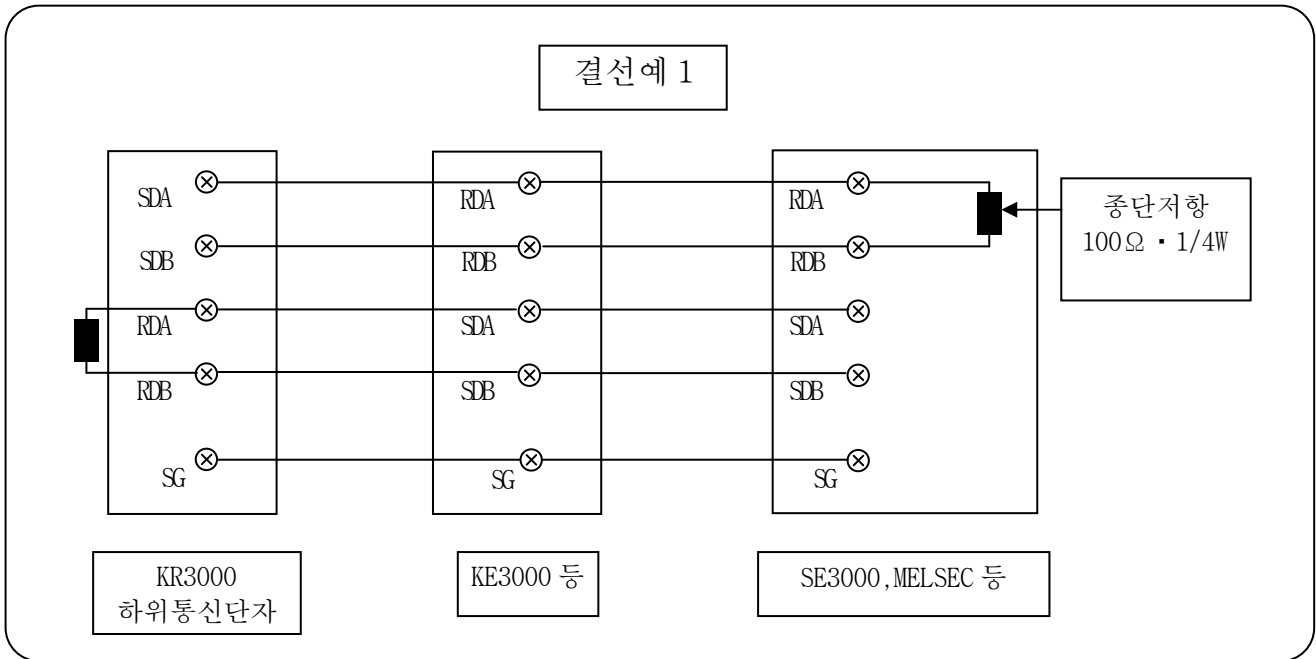 결선예 1
SDA
RDA
RDA
종단저항
100Ω · 1/4W
SDB
RDB
RDB
RDA
SDA
SDA
RDB
SDB
SDB
SG
SG
SG
KR3000
하위통신단자
KE3000 등
SE3000,MELSEC 등